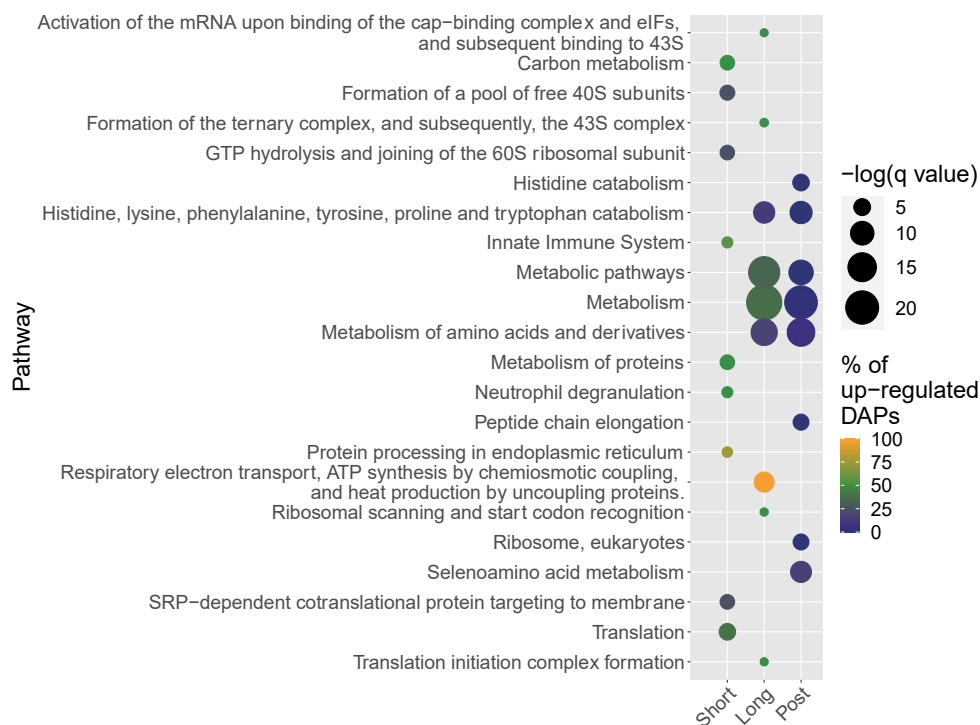 Activation of the mRNA upon binding of the cap−binding complex and eIFs,
and subsequent binding to 43S
Carbon metabolism
Formation of a pool of free 40S subunits
Formation of the ternary complex, and subsequently, the 43S complex
GTP hydrolysis and joining of the 60S ribosomal subunit
Histidine catabolism
Histidine, lysine, phenylalanine, tyrosine, proline and tryptophan catabolism
Innate Immune System
Metabolic pathways
Metabolism
Metabolism of amino acids and derivatives
Metabolism of proteins
Neutrophil degranulation
Peptide chain elongation
Protein processing in endoplasmic reticulum
Respiratory electron transport, ATP synthesis by chemiosmotic coupling,
and heat production by uncoupling proteins.
Ribosomal scanning and start codon recognition
Ribosome, eukaryotes
Selenoamino acid metabolism
SRP−dependent cotranslational protein targeting to membrane
Translation
Translation initiation complex formation
Pathway
Short
Long
Post
−log(q value)
5
10
15
20
% of
up−regulated
DAPs
100
75
50
25
0